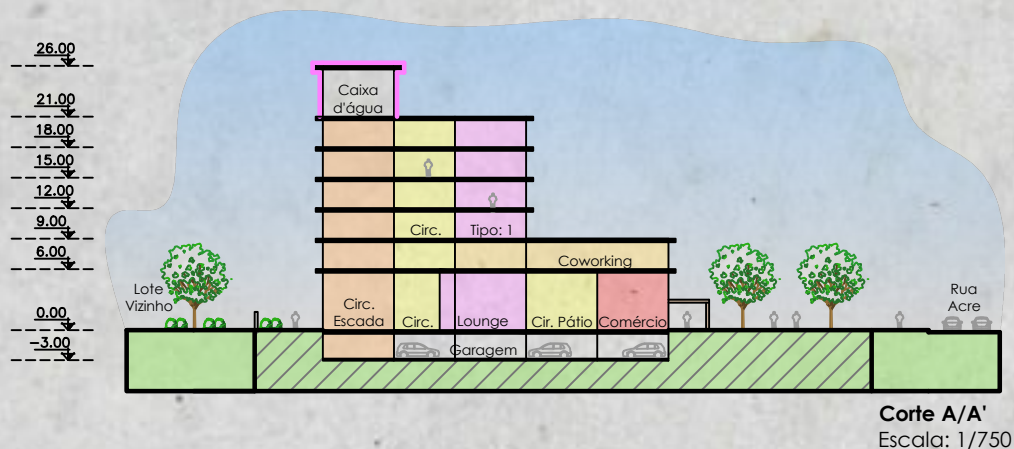 26.00
21.00
18.00
15.00
12.00
9.00
6.00
0.00
−3.00
Caixa
d'água
Circ.
Tipo: 1
Coworking
Lote
Vizinho
Circ.
Escada
Circ.
Lounge
Cir. Pátio
Comércio
Garagem
Rua
Acre
Corte A/A'
Escala: 1/750